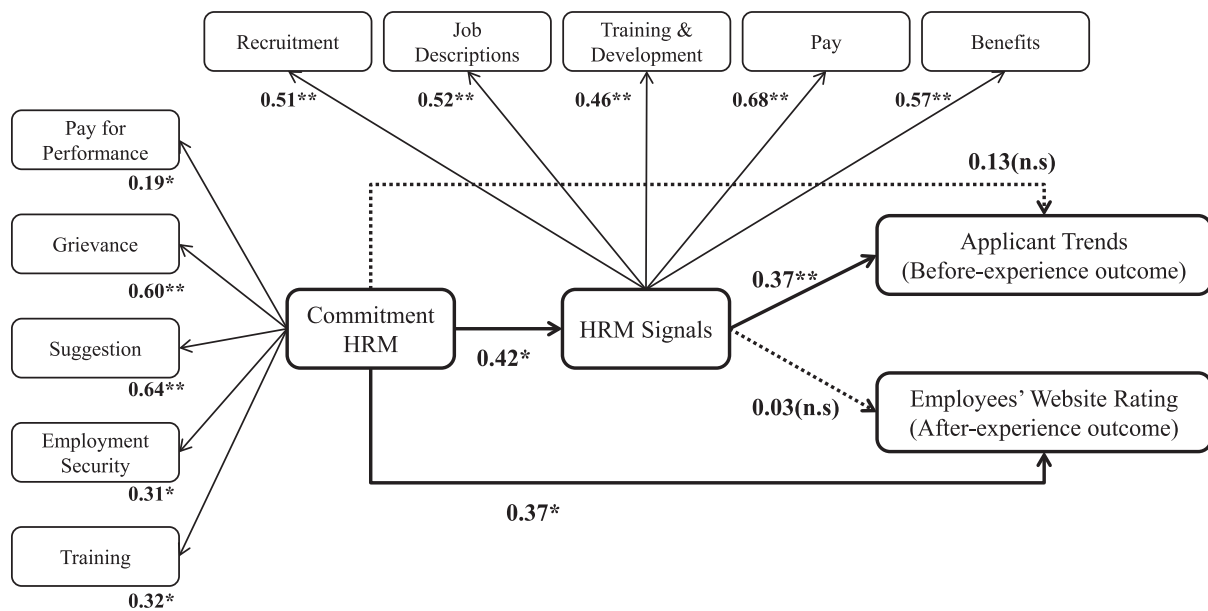 Recruitment
Job
Descriptions
Training &
Development
Pay
Benefits
0.51**
0.52**
0.46**
0.68**
0.57**
Pay for
Performance
0.19*
Grievance
0.60**
Suggestion
0.64**
Employment
Security
0.31*
Training
0.32*
Commitment
HRM
0.42*
HRM Signals
0.13(n.s)
Applicant Trends
(Before-experience outcome)
0.37**
0.03(n.s)
Employees’ Website Rating
(After-experience outcome)
0.37*